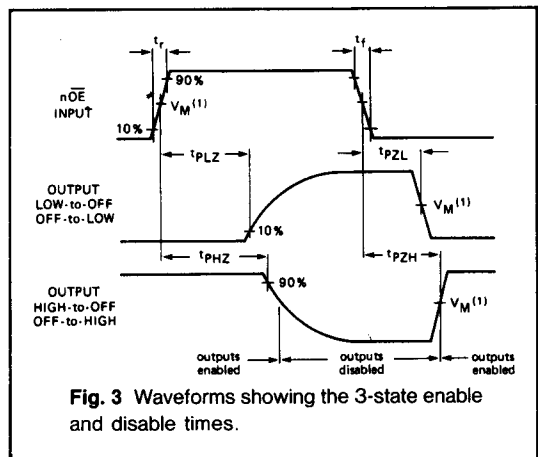 tr
tf
90%
nOE
INPUT
VM(1)
10%
tPLZ
tPZL
OUTPUT
LOW-to-OFF
OFF-to-LOW
VM(1)
10%
tPHZ
tPZH
90%
OUTPUT
HIGH-to-OFF
OFF-to-HIGH
VM(1)
outputs enabled
outputs disabled
outputs enabled
Fig. 3 Waveforms showing the 3-state enable
and disable times.